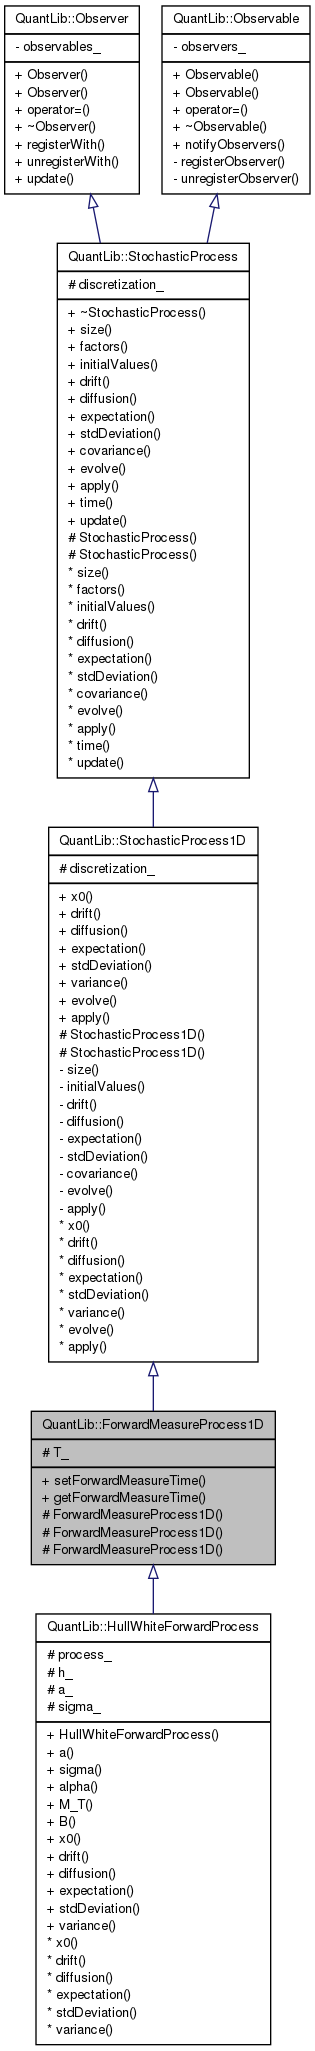 QuantLib::Observer
- observables_
+ Observer()
+ Observer()
+ operator=()
+ ~Observer()
+ registerWith()
+ unregisterWith()
+ update()
QuantLib::Observable
- observers_
+ Observable()
+ Observable()
+ operator=()
+ ~Observable()
+ notifyObservers()
- registerObserver()
- unregisterObserver()
QuantLib::StochasticProcess
# discretization_
+ ~StochasticProcess()
+ size()
+ factors()
+ initialValues()
+ drift()
+ diffusion()
+ expectation()
+ stdDeviation()
+ covariance()
+ evolve()
+ apply()
+ time()
+ update()
# StochasticProcess()
# StochasticProcess()
* size()
* factors()
* initialValues()
* drift()
* diffusion()
* expectation()
* stdDeviation()
* covariance()
* evolve()
* apply()
* time()
* update()
QuantLib::StochasticProcess1D
# discretization_
+ x0()
+ drift()
+ diffusion()
+ expectation()
+ stdDeviation()
+ variance()
+ evolve()
+ apply()
# StochasticProcess1D()
# StochasticProcess1D()
- size()
- initialValues()
- drift()
- diffusion()
- expectation()
- stdDeviation()
- covariance()
- evolve()
- apply()
* x0()
* drift()
* diffusion()
* expectation()
* stdDeviation()
* variance()
* evolve()
* apply()
QuantLib::ForwardMeasureProcess1D
# T_
+ setForwardMeasureTime()
+ getForwardMeasureTime()
# ForwardMeasureProcess1D()
# ForwardMeasureProcess1D()
# ForwardMeasureProcess1D()
QuantLib::HullWhiteForwardProcess
# process_
# h_
# a_
# sigma_
+ HullWhiteForwardProcess()
+ a()
+ sigma()
+ alpha()
+ M_T()
+ B()
+ x0()
+ drift()
+ diffusion()
+ expectation()
+ stdDeviation()
+ variance()
* x0()
* drift()
* diffusion()
* expectation()
* stdDeviation()
* variance()